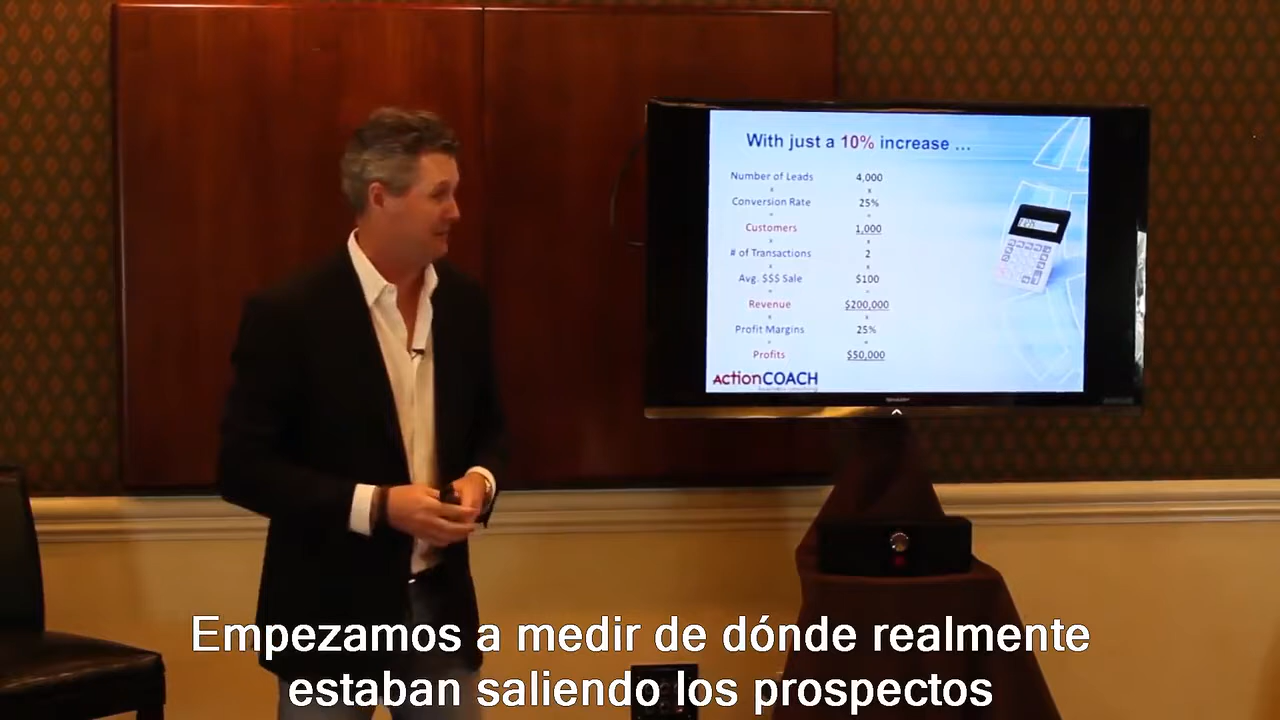 With just a 10% increase ...
Number of Leads 4,000
x x
Conversion Rate 25%
= =
Customers 1,000
x x
# of Transactions 2
x x
Avg. $$$ Sale $100
= =
Revenue $200,000
x x
Profit Margins 25%
= =
Profits $50,000
ActionCOACH
SHARP
Empezamos a medir de dónde realmente
estaban saliendo los prospectos